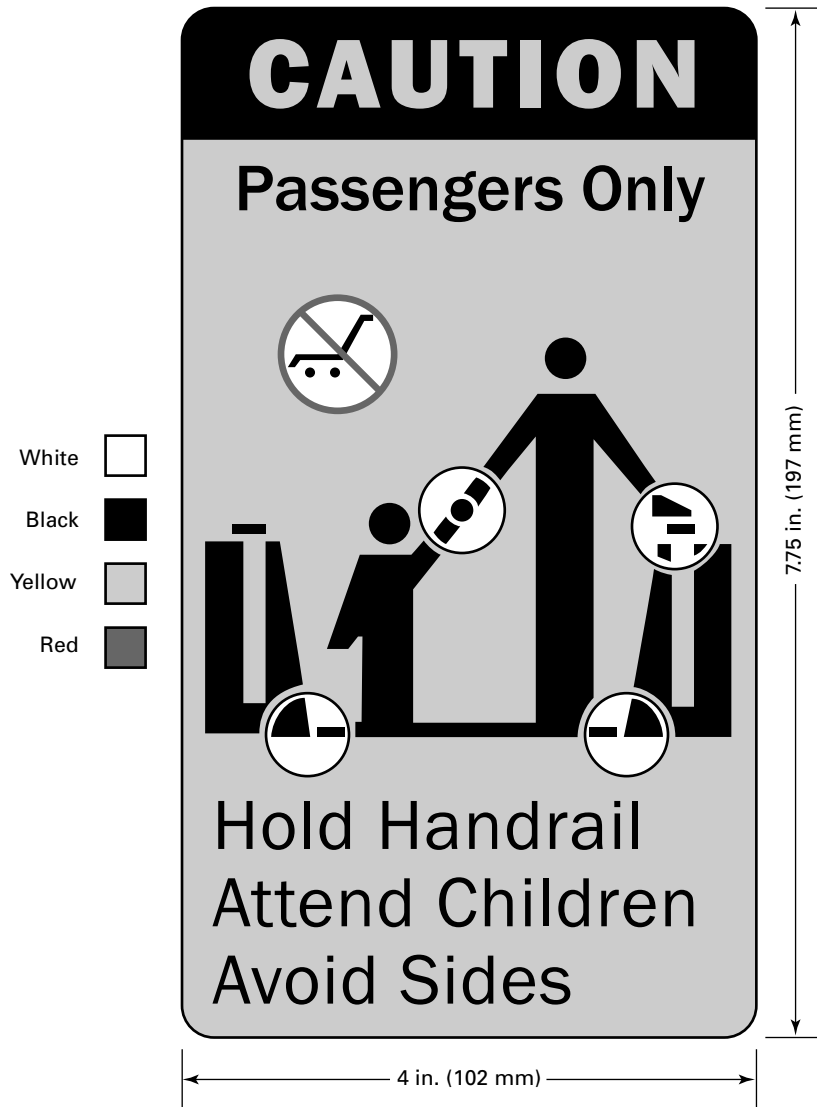 CAUTION
Passengers Only
White
Black
Yellow
Red
7.75 in. (197 mm)
Hold Handrail
Attend Children
Avoid Sides
4 in. (102 mm)